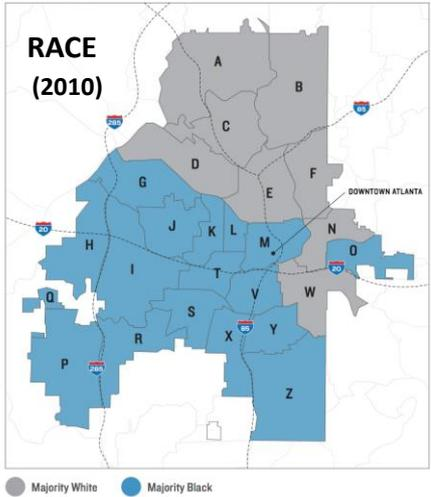 RACE
(2010)
A
B
C
285
85
D
F
G
E
DOWNTOWN ATLANTA
J
K
L
N
20
H
M
O
I
T
20
Q
V
W
S
R
X
85
Y
P
285
Z
Majority White
Majority Black